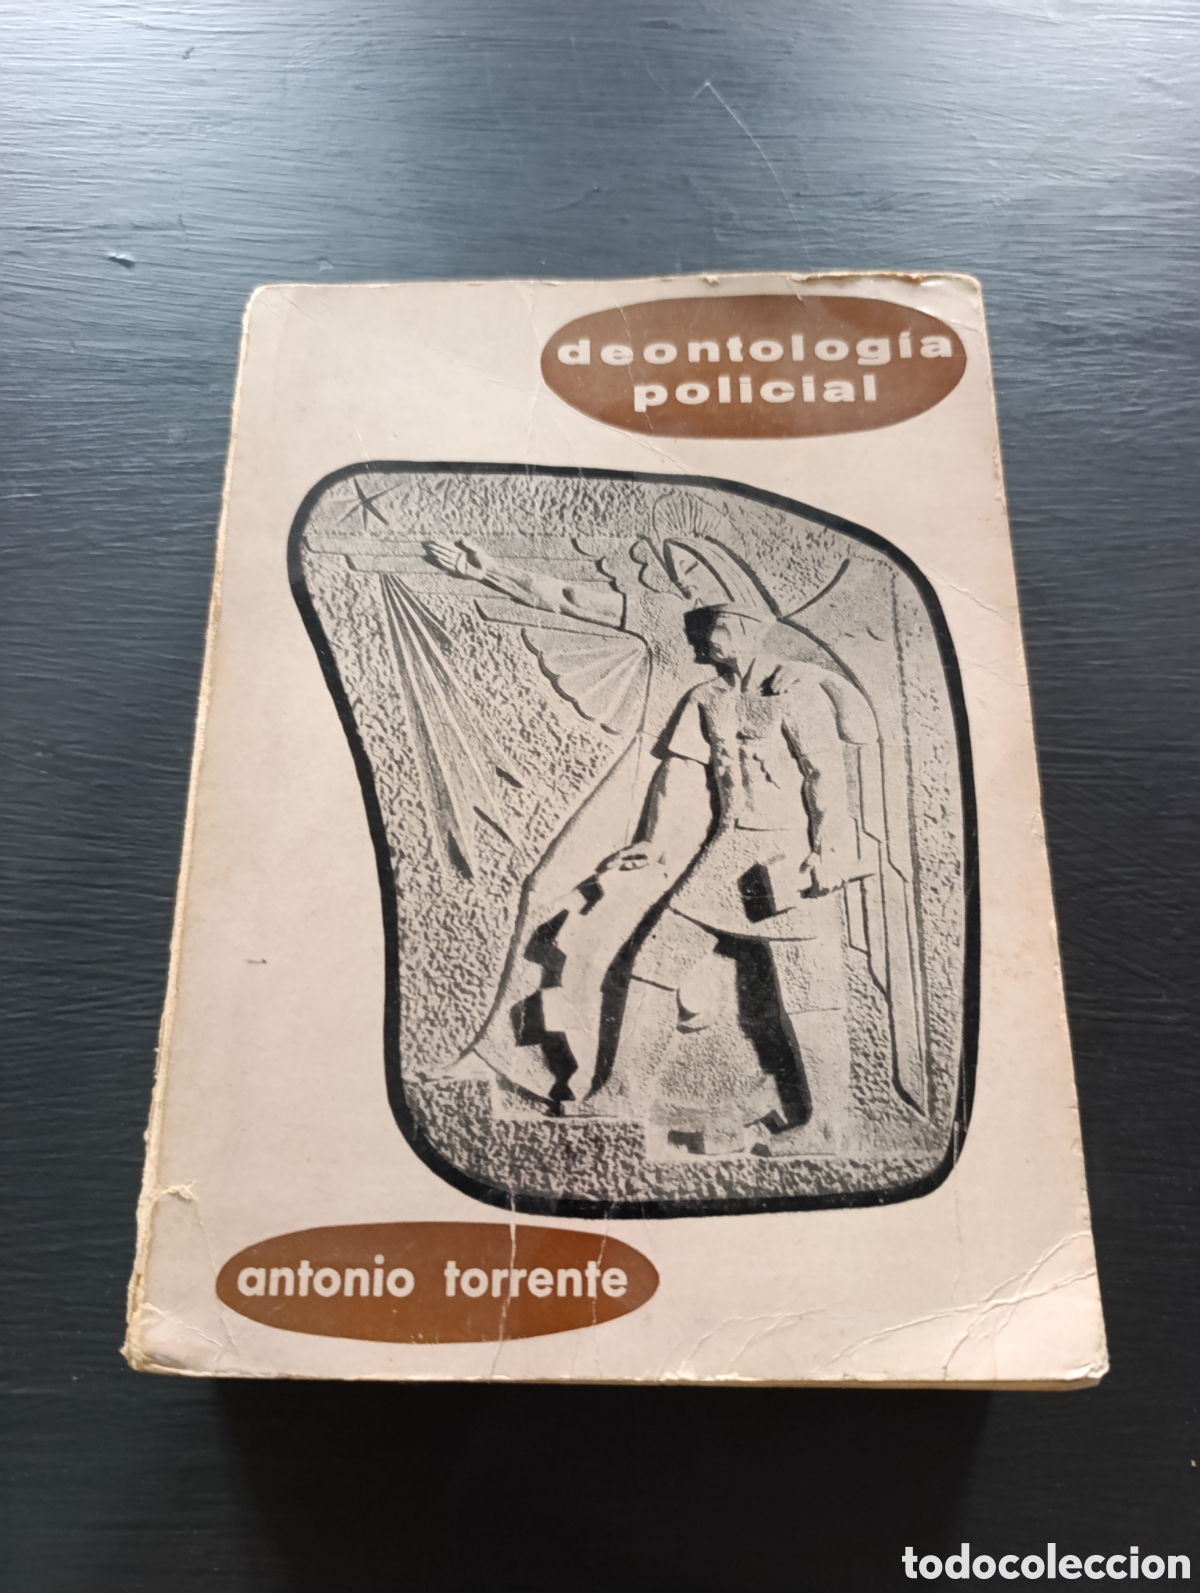 deontología
policial
antonio torrente
todocoleccion